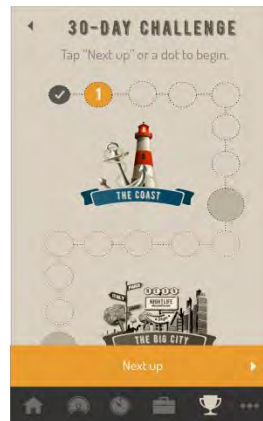 30-DAY CHALLENGE
Tap "Next up" or a dot to begin.
1
THE COAST
NIGHTLIFE
THE BIG CITY
Next up